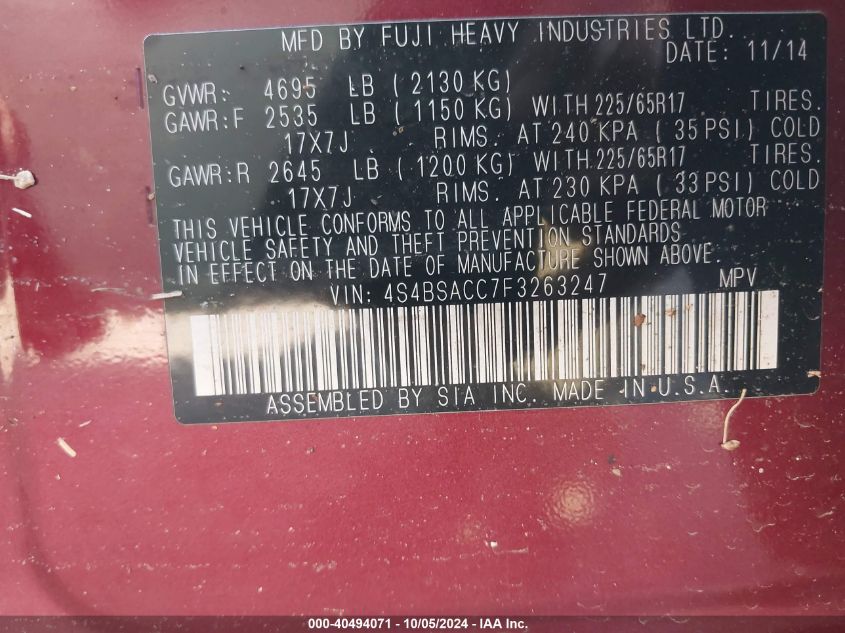 MFD BY FUJI HEAVY INDUSTRIES LTD.
DATE: 11/14
GVWR: 4695 LB (2130 KG)
GAWR:F 2535 LB (1150 KG) WITH 225/65R17 TIRES.
17X7J RIMS. AT 240 KPA (35 PSI) COLD
GAWR:R 2645 LB (1200 KG) WITH 225/65R17 TIRES.
17X7J RIMS. AT 230 KPA (33 PSI) COLD
THIS VEHICLE CONFORMS TO ALL APPLICABLE FEDERAL MOTOR
VEHICLE SAFETY AND THEFT PREVENTION STANDARDS
IN EFFECT ON THE DATE OF MANUFACTURE SHOWN ABOVE.
VIN: 4S4BSACC7F3263247 MPV
ASSEMBLED BY SIA INC. MADE IN U.S.A.
000-40494071 - 10/05/2024 - IAA Inc.